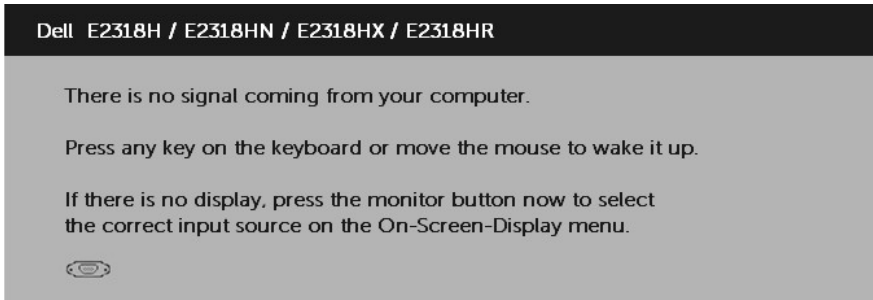 Dell E2318H / E2318HN / E2318HX / E2318HR
There is no signal coming from your computer.
Press any key on the keyboard or move the mouse to wake it up.
If there is no display, press the monitor button now to select
the correct input source on the On-Screen-Display menu.